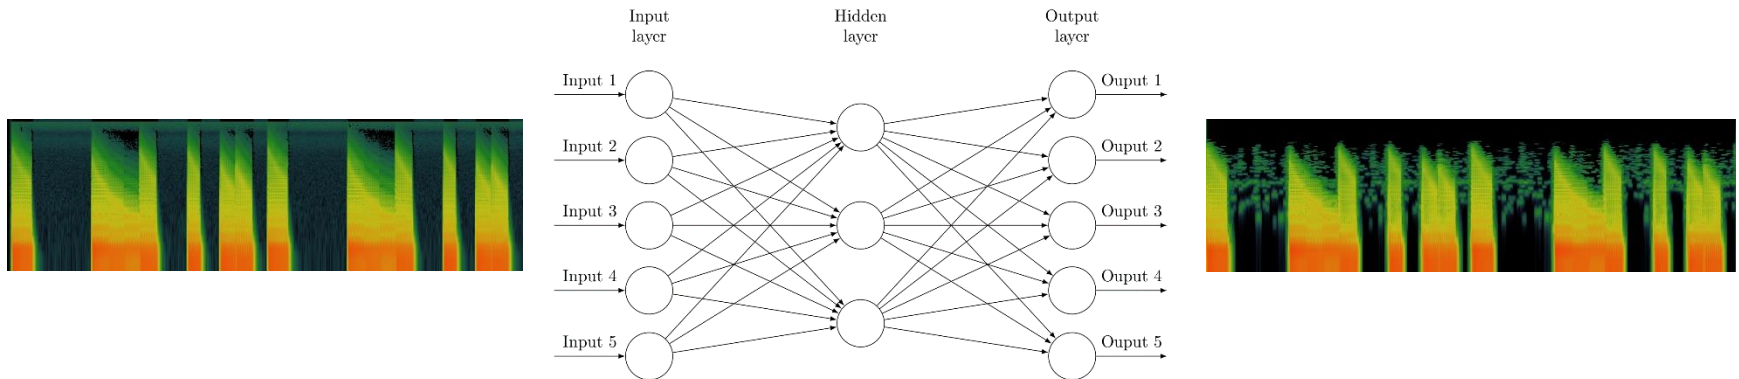 Input
layer
Hidden
layer
Output
layer
Input 1
Ouput 1
Input 2
Ouput 2
Input 3
Ouput 3
Input 4
Ouput 4
Input 5
Ouput 5